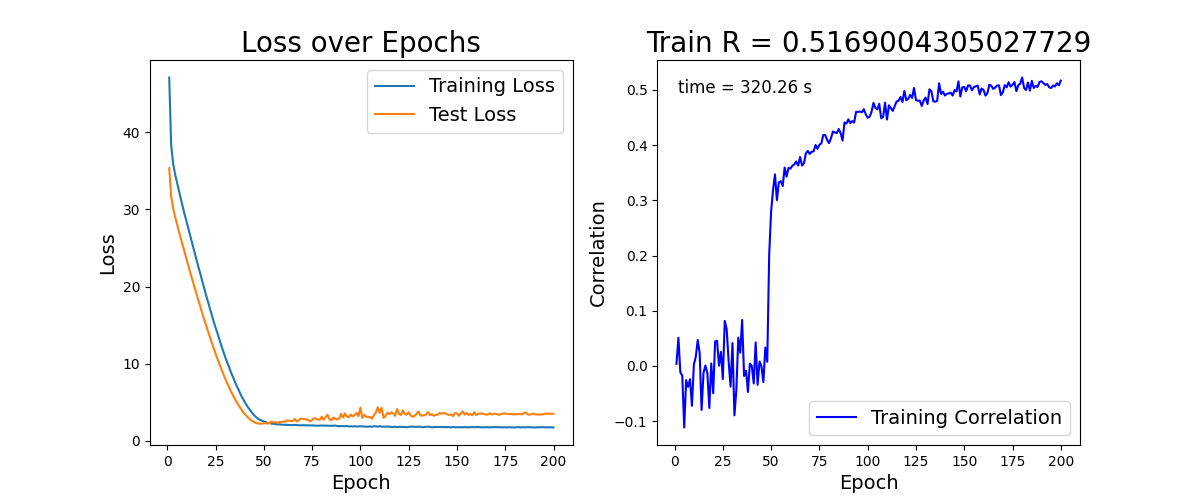 Loss over Epochs
Training Loss
Test Loss
40
30
20
10
0
0 25 50 75 100 125 150 175 200
Loss
Epoch
Train R = 0.5169004305027729
time = 320.26 s
0.5
0.4
0.3
0.2
0.1
0.0
−0.1
Training Correlation
0 25 50 75 100 125 150 175 200
Correlation
Epoch